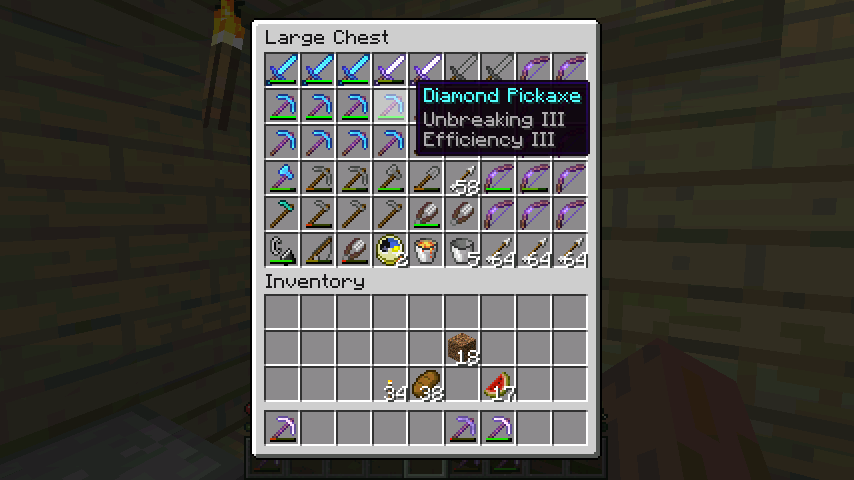 Large Chest
Diamond Pickaxe
Unbreaking III
Efficiency III
58
2
5
64
64
64
Inventory
18
34
38
17